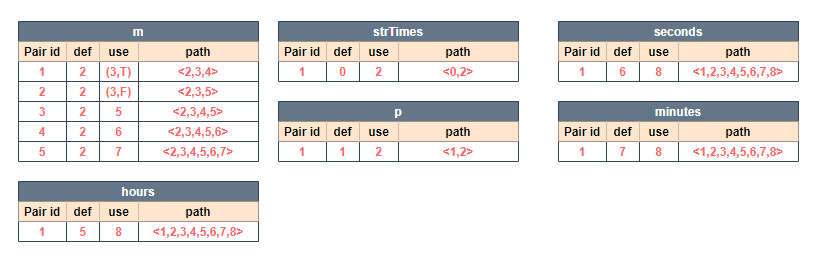 m
Pair id def use path
1 2 (3,T) <2,3,4>
2 2 (3,F) <2,3,5>
3 2 5 <2,3,4,5>
4 2 6 <2,3,4,5,6>
5 2 7 <2,3,4,5,6,7>
strTimes
Pair id def use path
1 0 2 <0,2>
p
Pair id def use path
1 1 2 <1,2>
seconds
Pair id def use path
1 6 8 <1,2,3,4,5,6,7,8>
minutes
Pair id def use path
1 7 8 <1,2,3,4,5,6,7,8>
hours
Pair id def use path
1 5 8 <1,2,3,4,5,6,7,8>